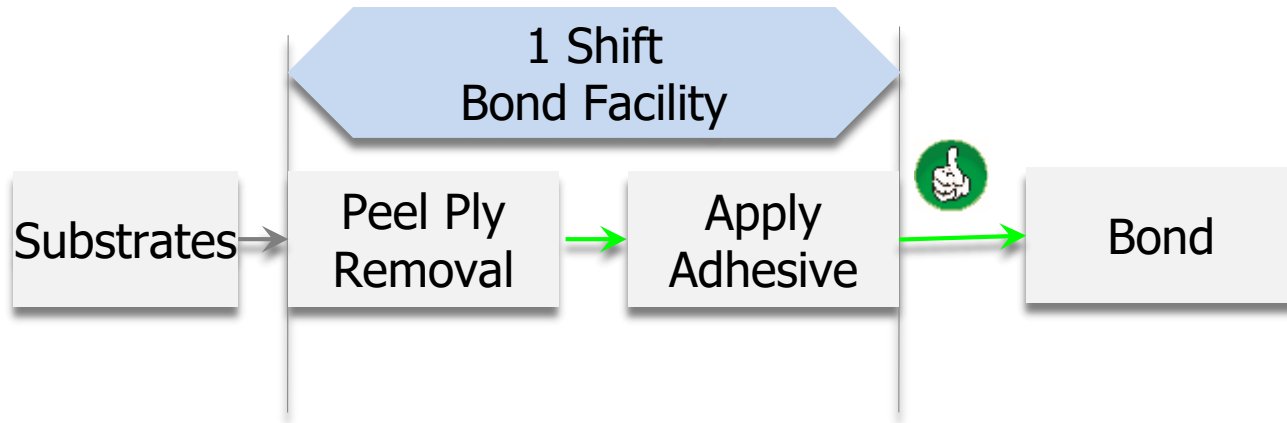 1 Shift
Bond Facility
Substrates
Peel Ply
Removal
Apply
Adhesive
Bond